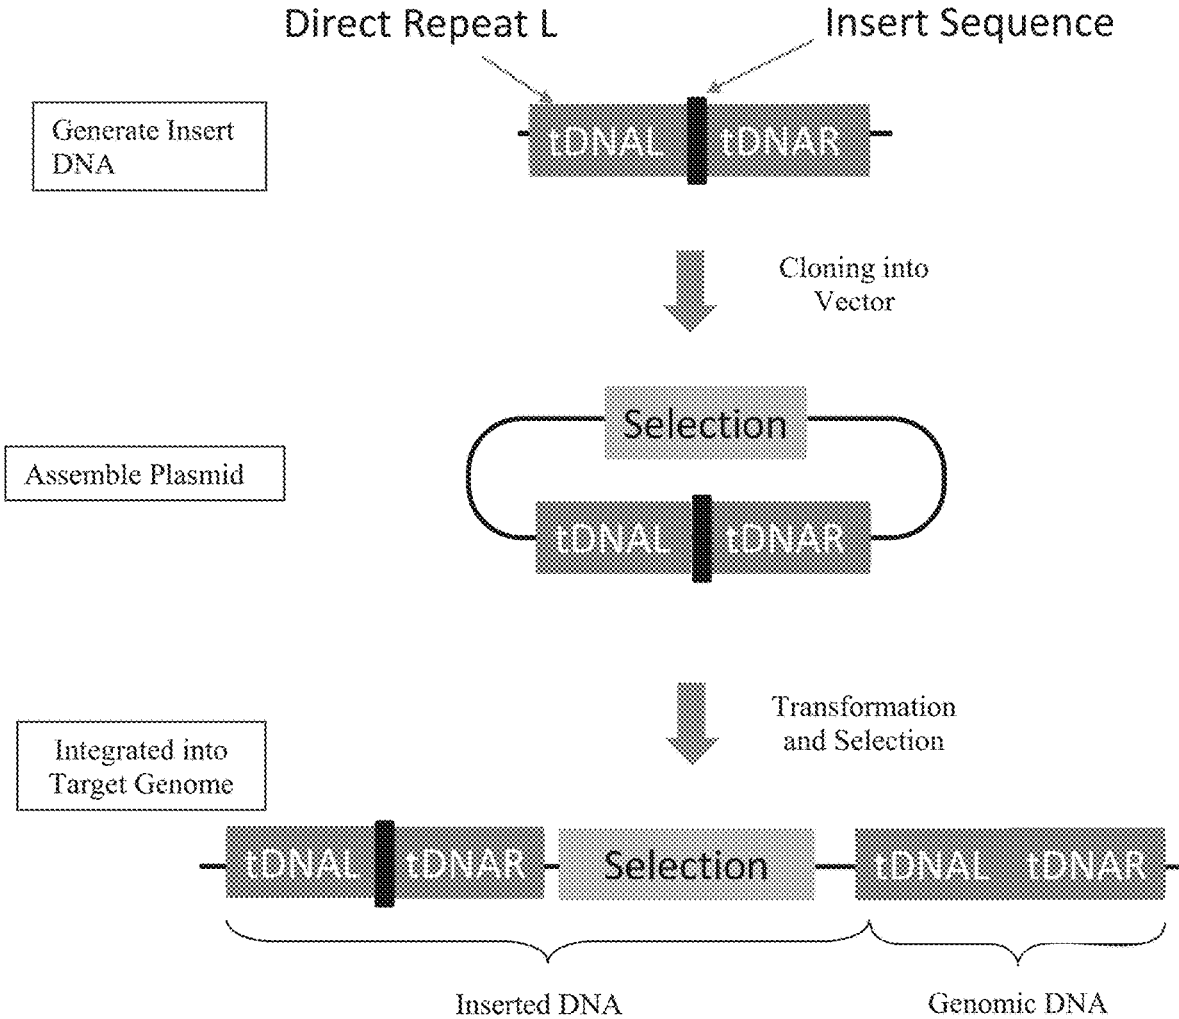 Direct Repeat L
Insert Sequence
Generate Insert
DNA
tDNAL
tDNAR
Cloning into
Vector
Selection
Assemble Plasmid
tDNAL
tDNAR
Transformation
and Selection
Integrated into
Target Genome
tDNAL
tDNAR
Selection
tDNAL
tDNAR
Inserted DNA
Genomic DNA